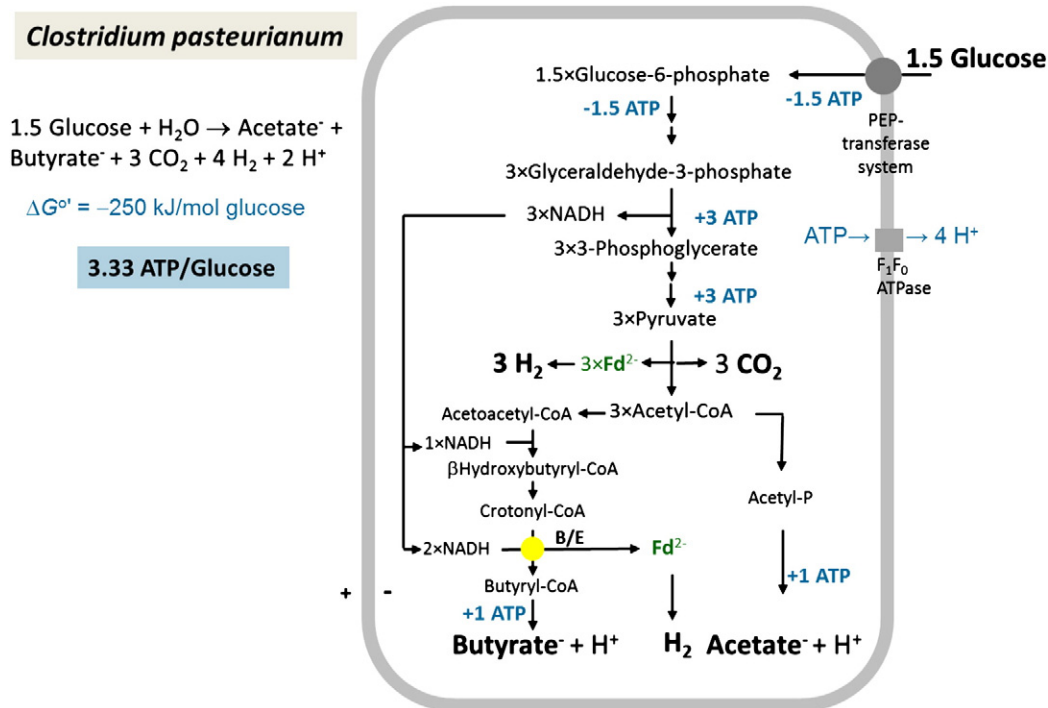 Clostridium pasteurianum
1.5 Glucose + H₂O → Acetate⁻ +
Butyrate⁻ + 3 CO₂ + 4 H₂ + 2 H⁺
ΔG°' = −250 kJ/mol glucose
3.33 ATP/Glucose
1.5 Glucose
1.5×Glucose-6-phosphate
-1.5 ATP
PEP-
transferase
system
-1.5 ATP
3×Glyceraldehyde-3-phosphate
3×NADH
+3 ATP
3×3-Phosphoglycerate
ATP→ → 4 H⁺
F₁F₀
ATPase
+3 ATP
3×Pyruvate
3 H₂ 3×Fd²⁻ 3 CO₂
Acetoacetyl-CoA 3×Acetyl-CoA
1×NADH
βHydroxybutyryl-CoA
Crotonyl-CoA
Acetyl-P
2×NADH B/E Fd²⁻
Butyryl-CoA
+1 ATP
+1 ATP
+ -
Butyrate⁻ + H⁺ H₂ Acetate⁻ + H⁺